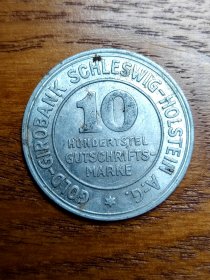 GOLD-GIROBANK SCHLESWIG-HOLSTEIN A.G.
10
HUNDERTSTEL
GUTSCHRIFTS-
MARKE